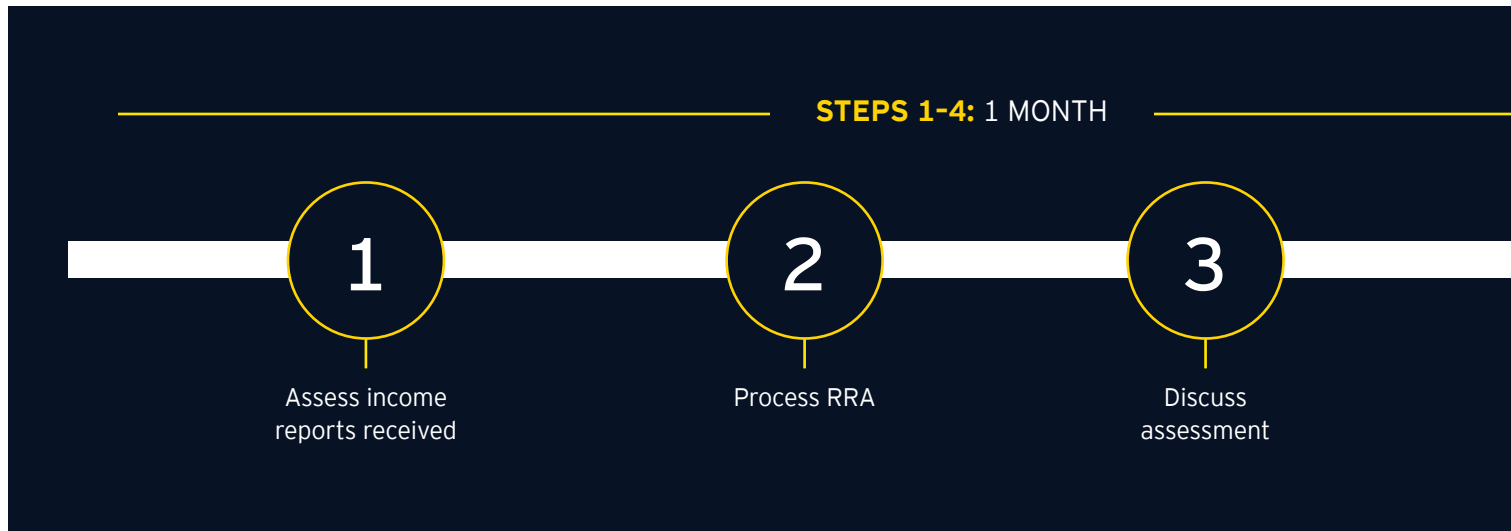 STEPS 1–4: 1 MONTH
1
2
3
Assess income
reports received
Process RRA
Discuss
assessment